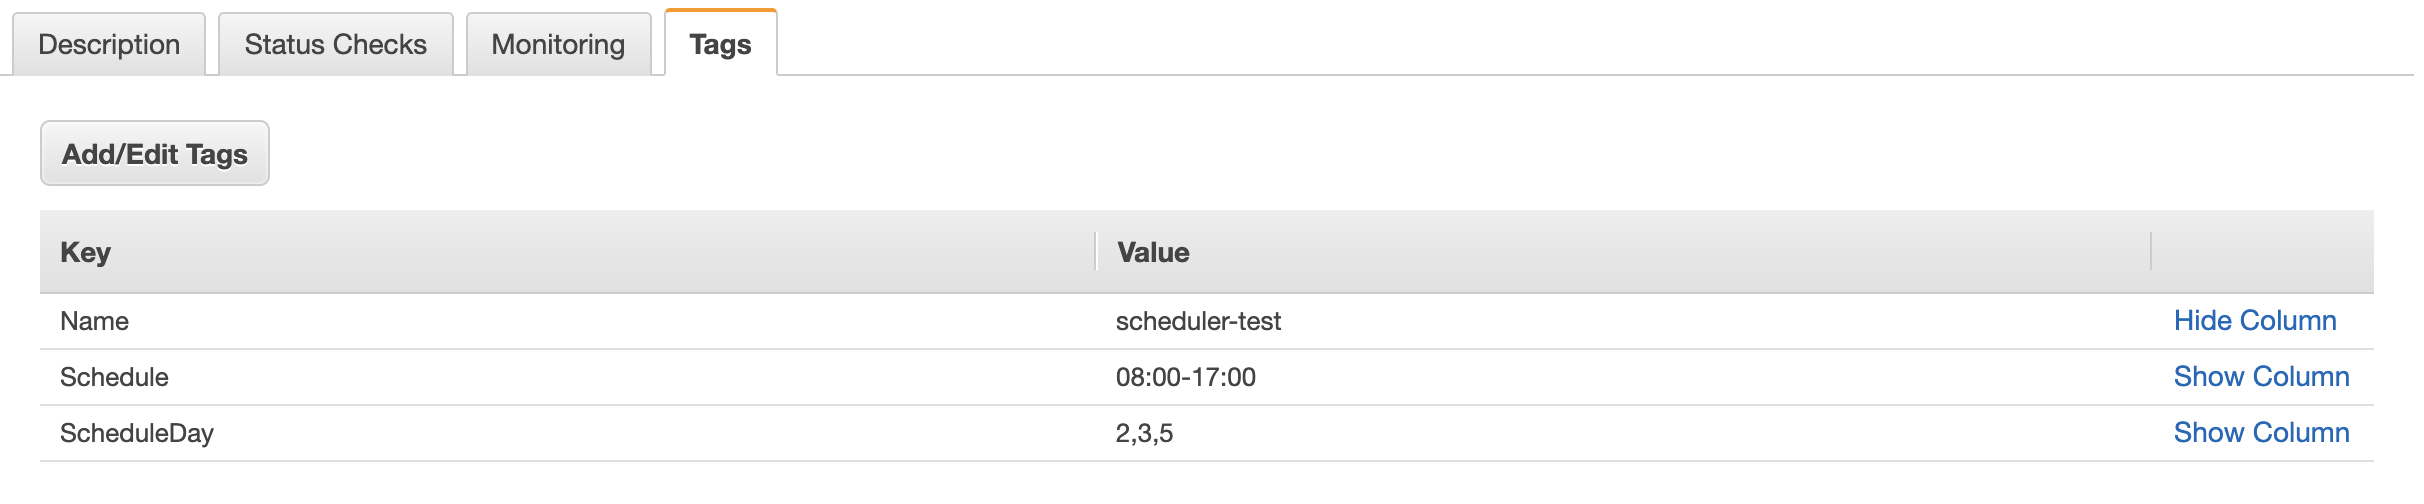 Description Status Checks Monitoring Tags
Add/Edit Tags
Key Value
Name scheduler-test Hide Column
Schedule 08:00-17:00 Show Column
ScheduleDay 2,3,5 Show Column